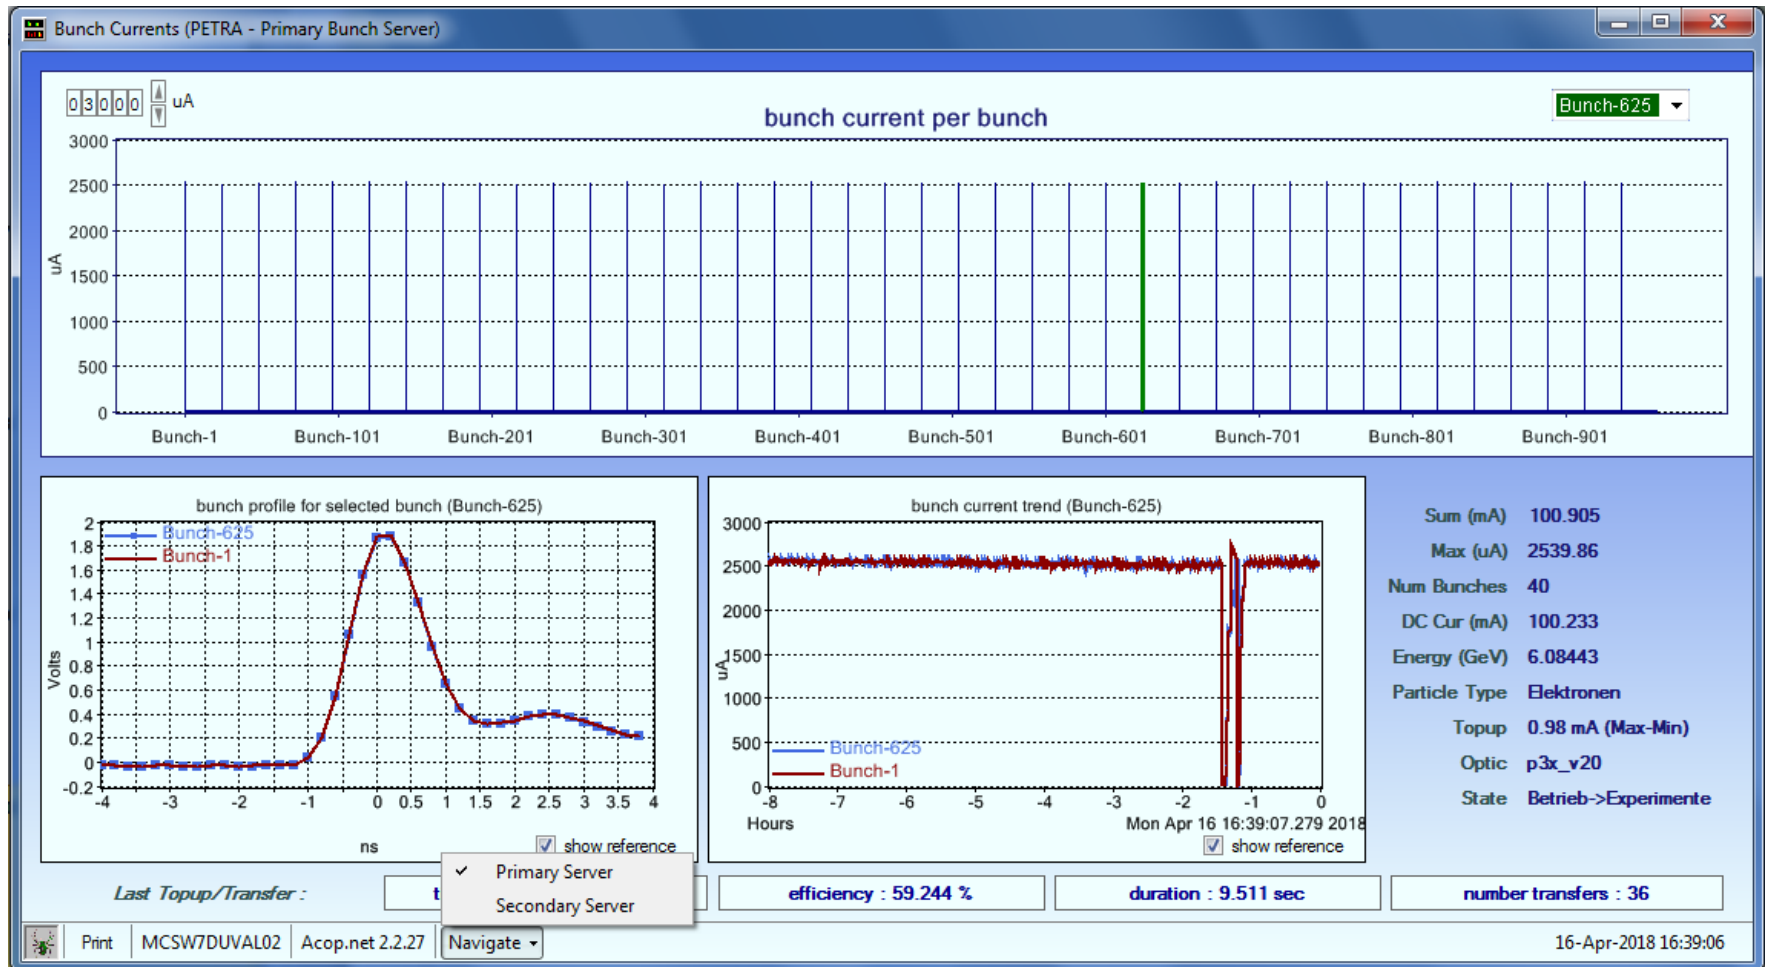 Bunch Currents (PETRA - Primary Bunch Server)
03000 uA
bunch current per bunch
Bunch-625
3000
2500
2000
1500
1000
500
0
uA
Bunch-1 Bunch-101 Bunch-201 Bunch-301 Bunch-401 Bunch-501 Bunch-601 Bunch-701 Bunch-801 Bunch-901
bunch profile for selected bunch (Bunch-625)
Bunch-625
Bunch-1
2
1.8
1.6
1.4
1.2
1
0.8
0.6
0.4
0.2
0
-0.2
Volts
-4 -3 -2 -1 0 0.5 1 1.5 2 2.5 3 3.5 4
ns
show reference
bunch current trend (Bunch-625)
3000
2500
2000
1500
1000
500
0
uA
Bunch-625
Bunch-1
-8 -7 -6 -5 -4 -3 -2 -1 0
Hours
Mon Apr 16 16:39:07.279 2018
show reference
Sum (mA) 100.905
Max (uA) 2539.86
Num Bunches 40
DC Cur (mA) 100.233
Energy (GeV) 6.08443
Particle Type Elektronen
Topup 0.98 mA (Max-Min)
Optic p3x_v20
State Betrieb->Experimente
Primary Server
Secondary Server
Last Topup/Transfer :
efficiency : 59.244 %
duration : 9.511 sec
number transfers : 36
Print MCSW7DUVAL02 Acop.net 2.2.27 Navigate
16-Apr-2018 16:39:06